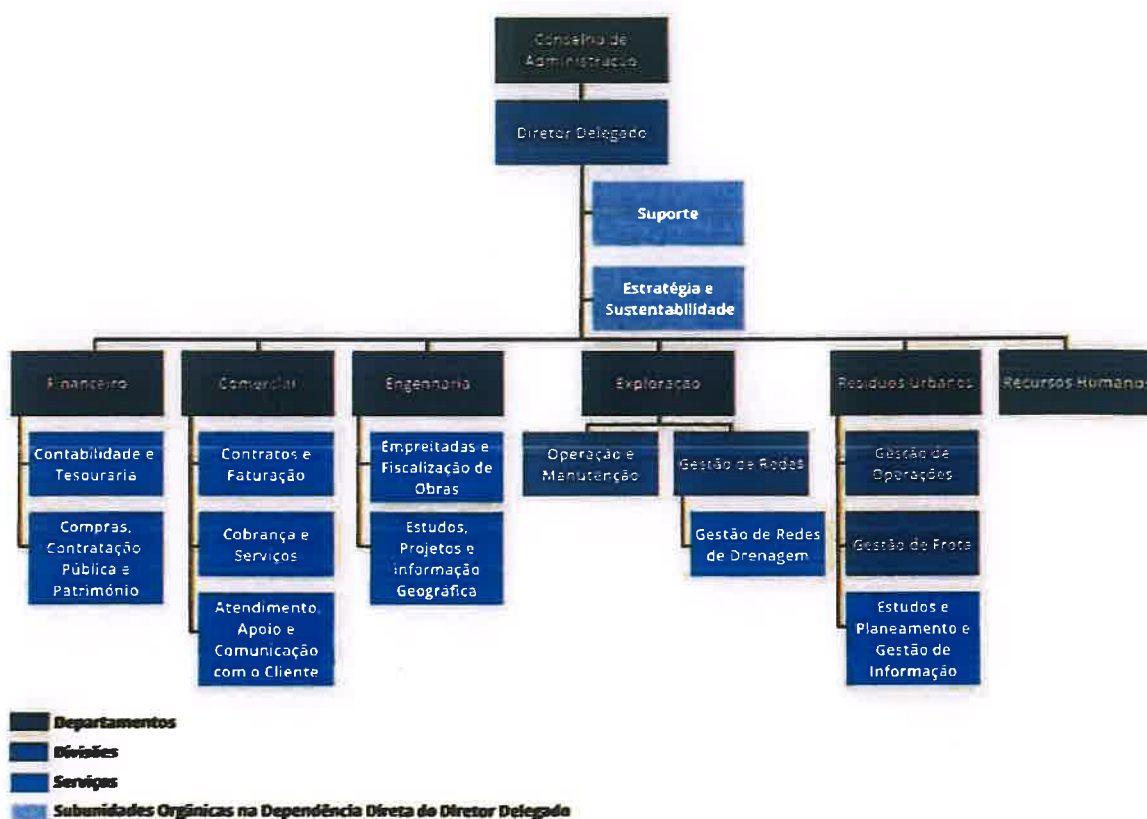 Conselho de
Administração
Diretor Delegado
Suporte
Estratégia e
Sustentabilidade
Financeiro
Comercial
Engenharia
Exploração
Resíduos Urbanos
Recursos Humanos
Contabilidade e
Tesouraria
Compras,
Contratação
Pública e
Património
Contratos e
Faturação
Cobrança e
Serviços
Atendimento,
Apoio e
Comunicação
com o Cliente
Empreitadas e
Fiscalização de
Obras
Estudos,
Projetos e
Informação
Geográfica
Operação e
Manutenção
Gestão de Redes
Gestão de Redes
de Drenagem
Gestão de
Operações
Gestão de Frota
Estudos e
Planeamento e
Gestão de
Informação
Departamentos
Divisões
Serviços
Subunidades Orgânicas na Dependência Direta do Diretor Delegado